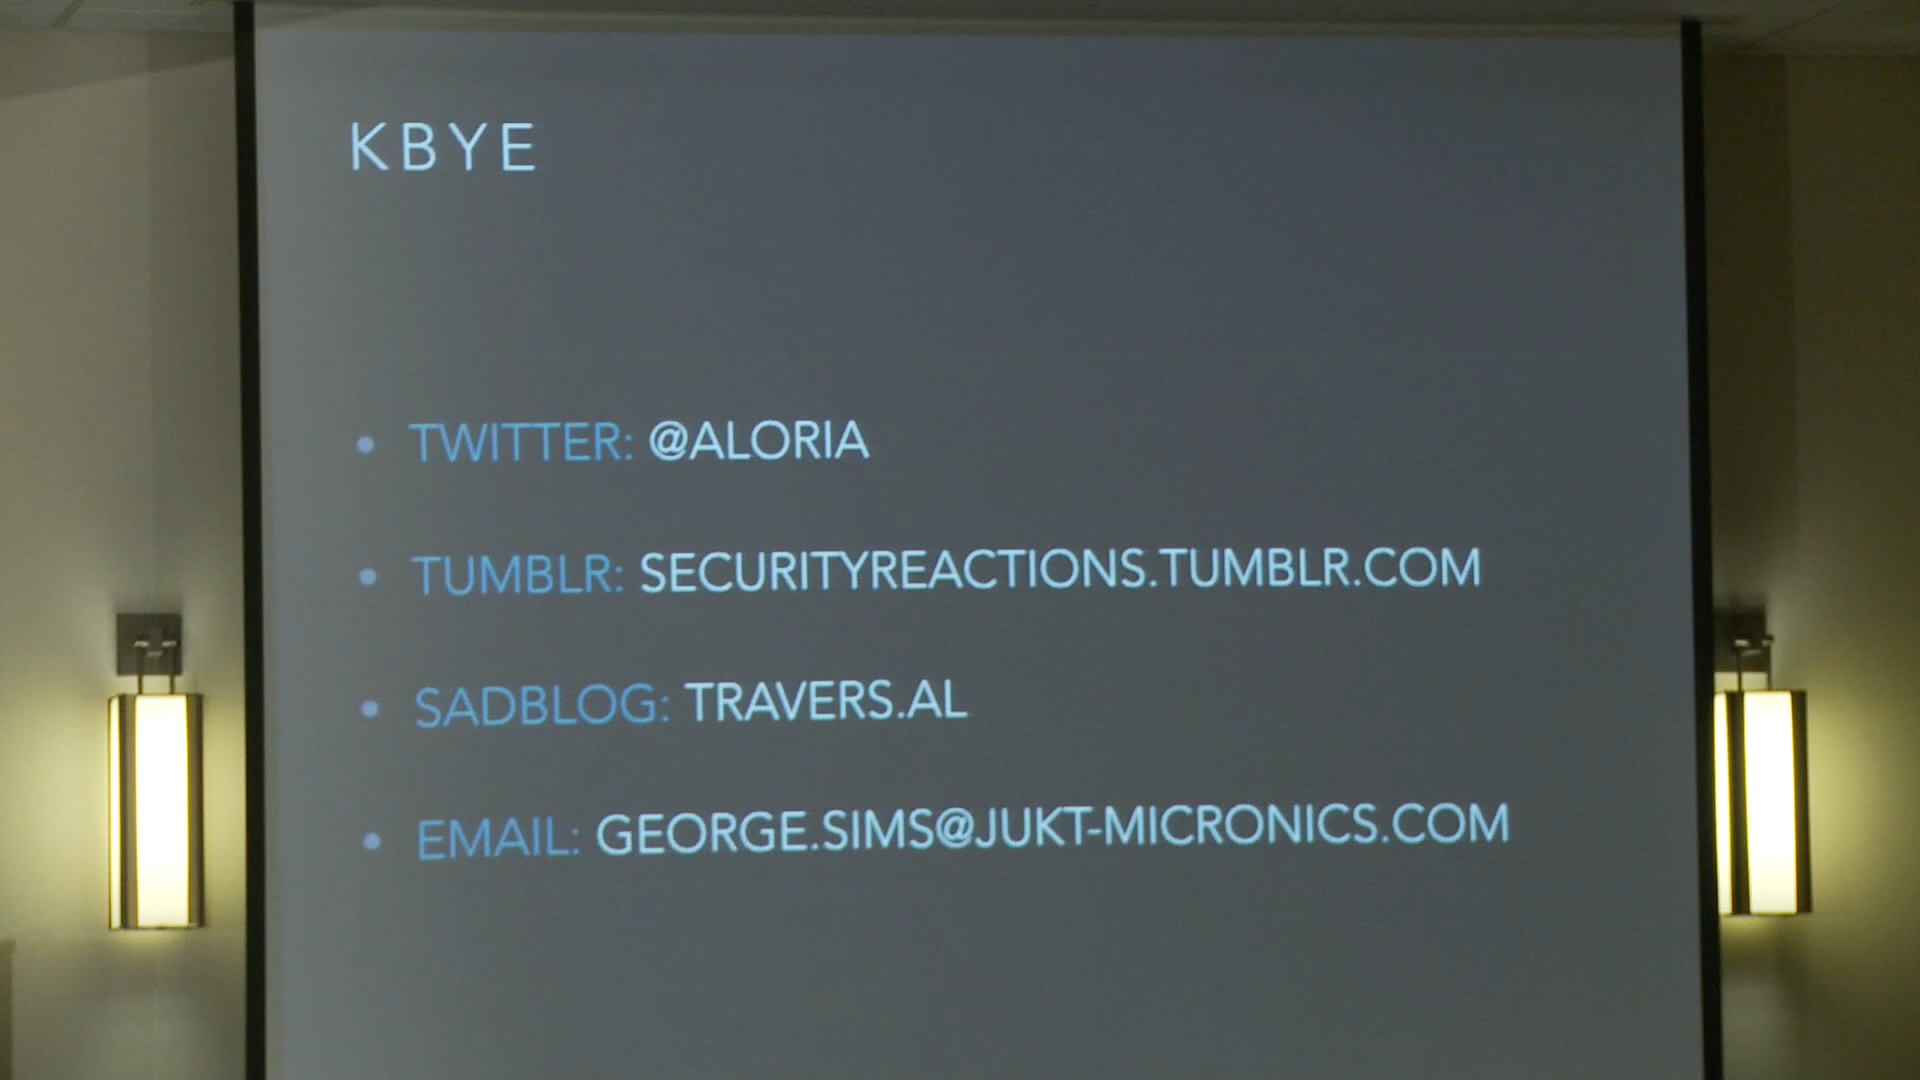 KBYE
• TWITTER: @ALORIA
• TUMBLR: SECURITYREACTIONS.TUMBLR.COM
• SADBLOG: TRAVERS.AL
• EMAIL: GEORGE.SIMS@JUKT-MICRONICS.COM